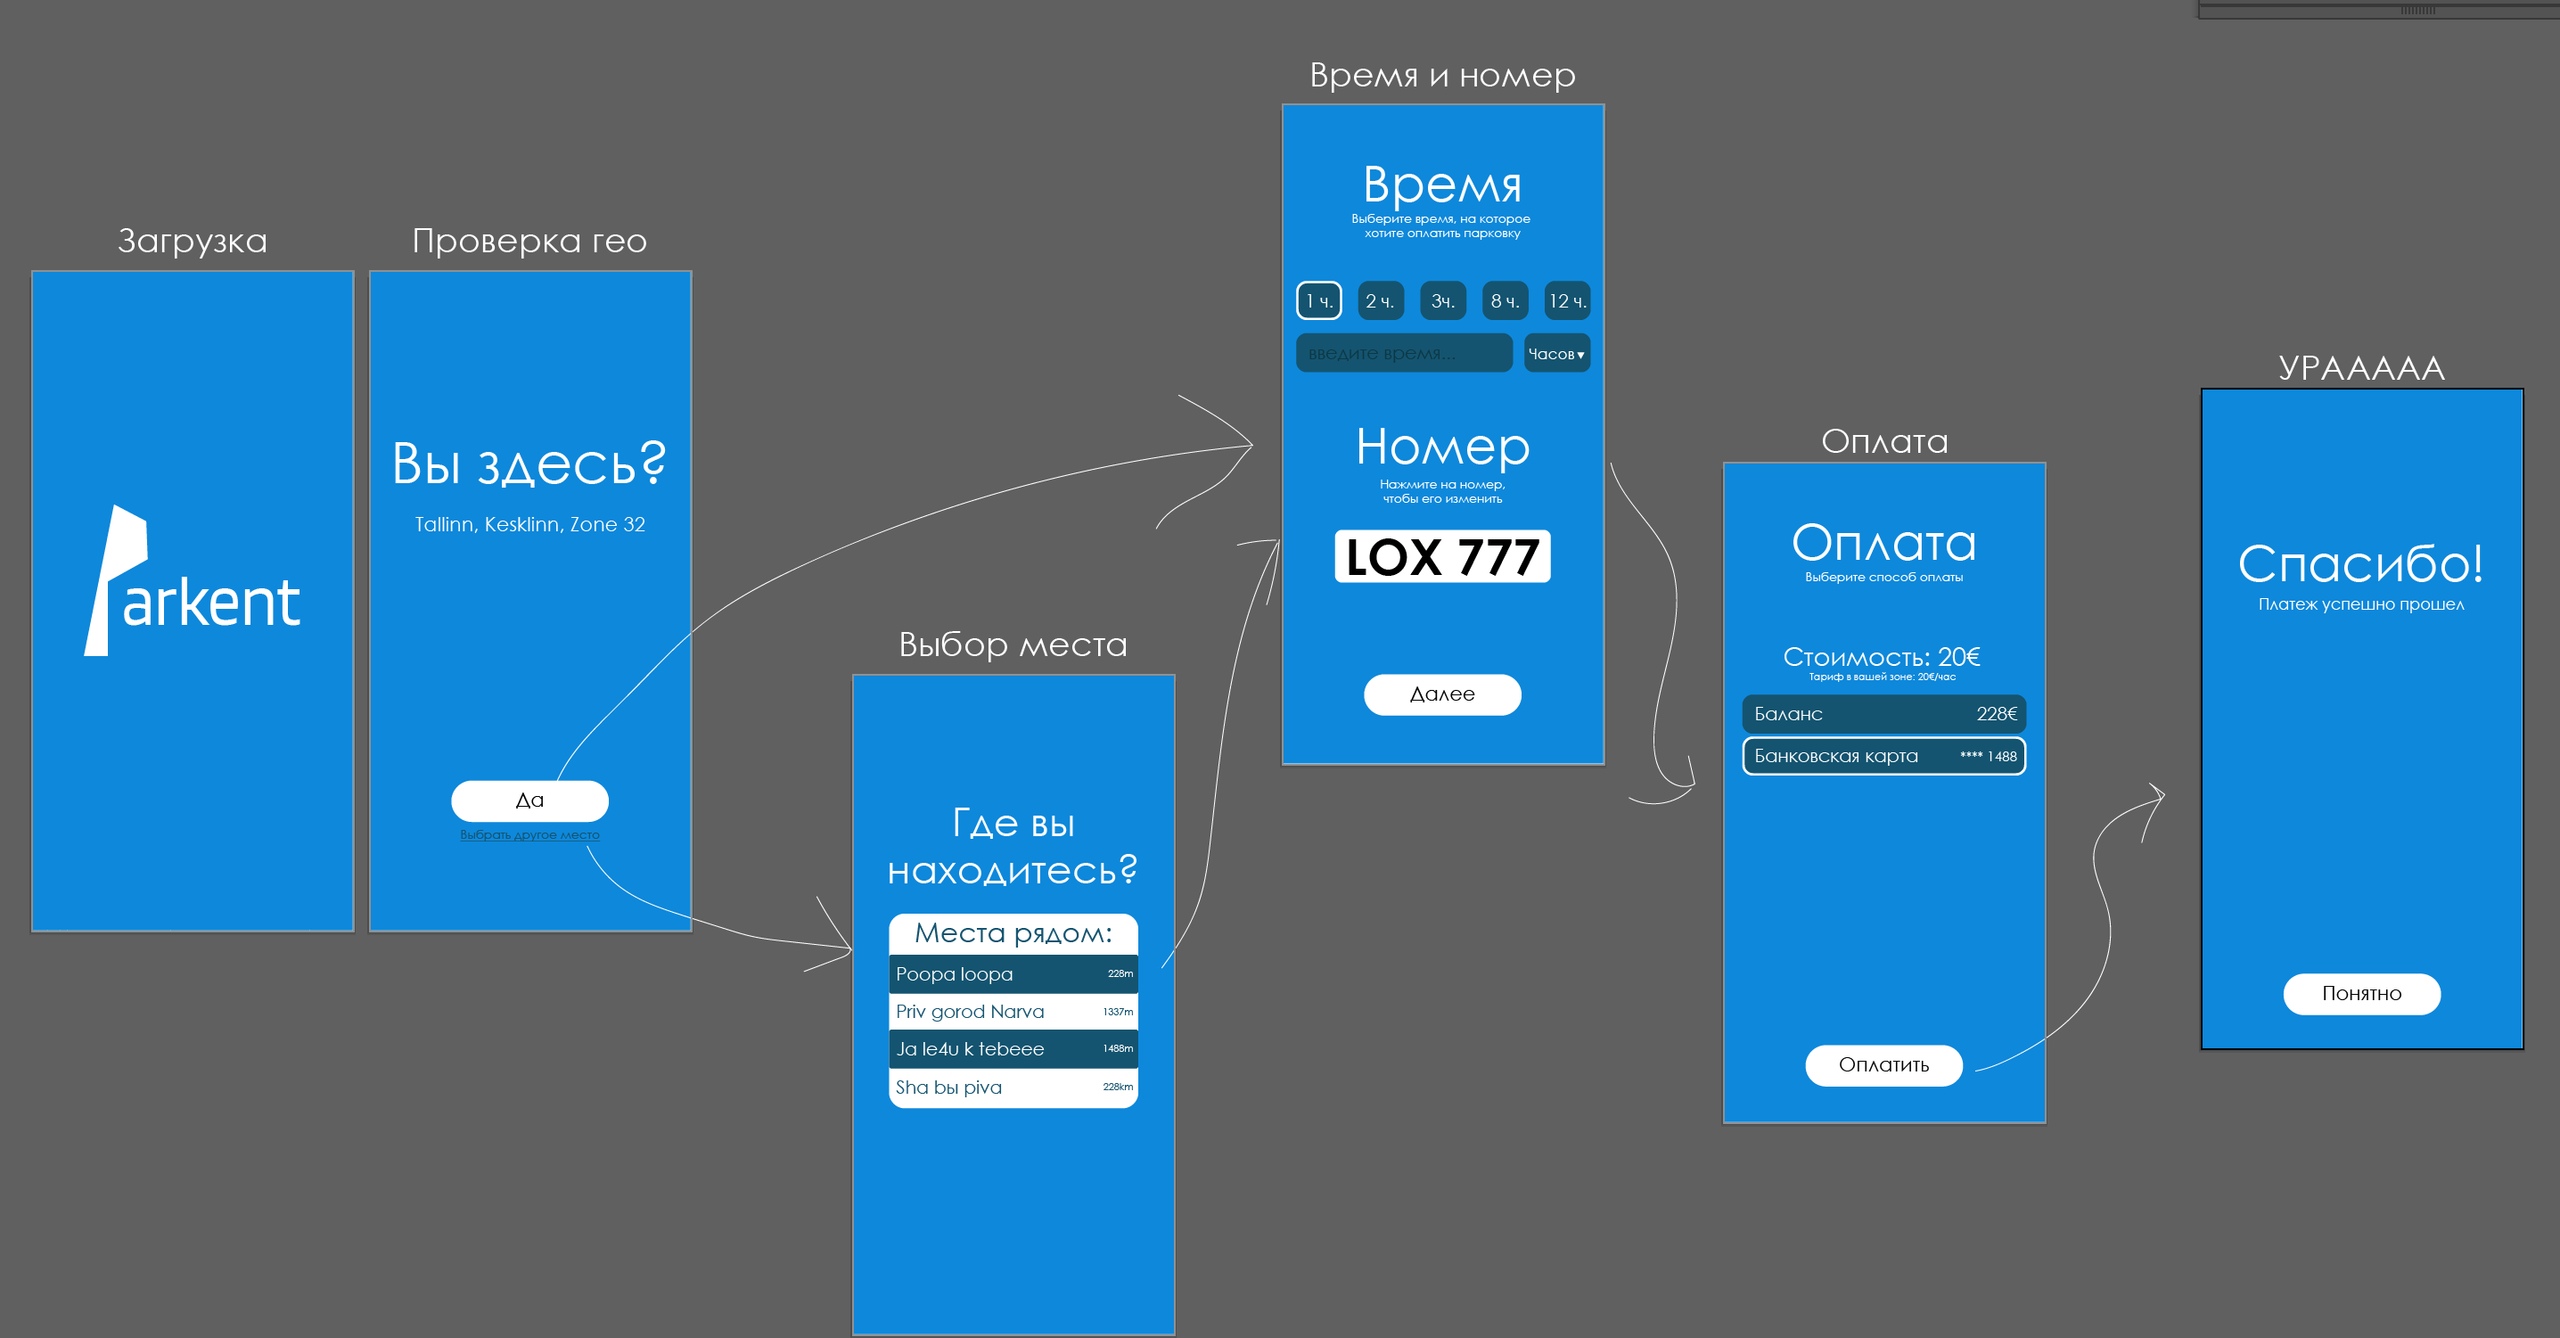 Загрузка
arkent
Проверка гео
Вы здесь?
Tallinn, Kesklinn, Zone 32
Да
Выбрать другое место
Выбор места
Где вы
находитесь?
Места рядом:
Poopa loopa 228m
Priv gorod Narva 1337m
Ja le4u k tebeee 1488m
Sha bы piva 228km
Время и номер
Время
Выберите время, на которое
хотите оплатить парковку
1 ч. 2 ч. 3ч. 8 ч. 12 ч.
введите время... Часов▼
Номер
Нажмите на номер,
чтобы его изменить
LOX 777
Далее
Оплата
Оплата
Выберите способ оплаты
Стоимость: 20€
Тариф в вашей зоне: 20€/час
Баланс 228€
Банковская карта **** 1488
Оплатить
УРААААА
Спасибо!
Платеж успешно прошел
Понятно